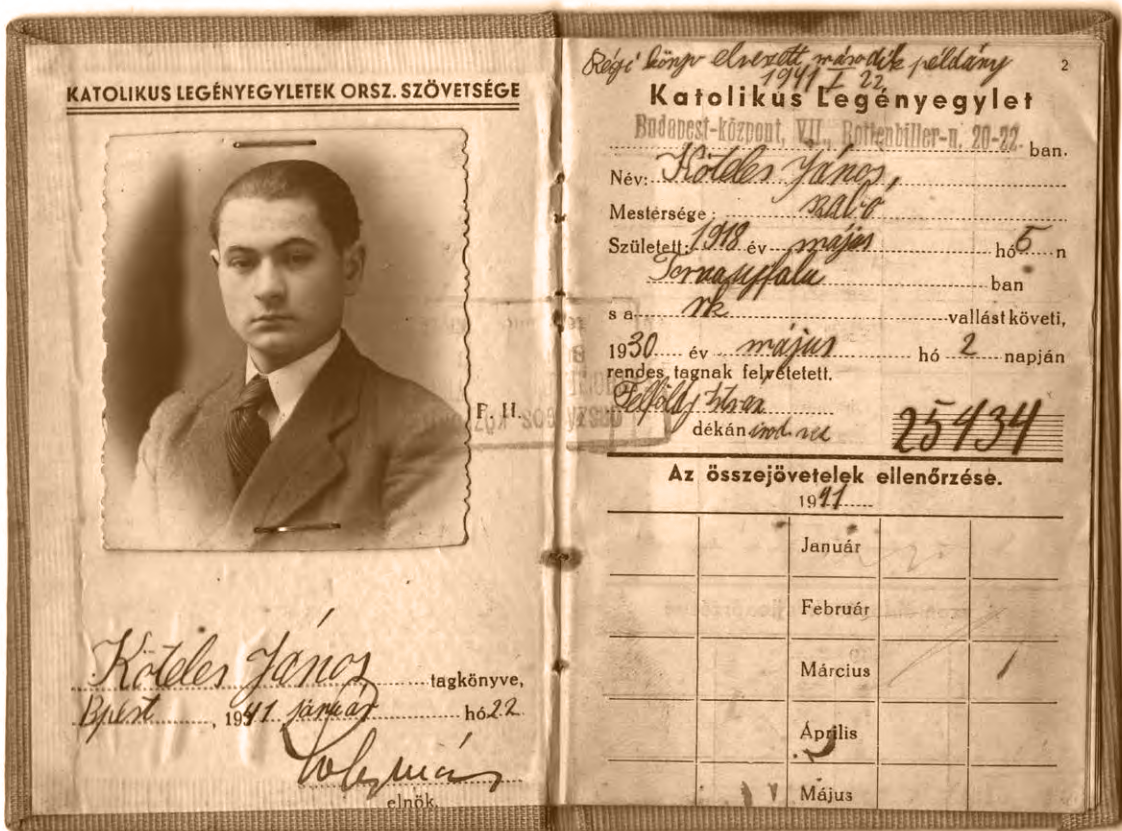 KATOLIKUS LEGÉNYEGYLETEK ORSZ. SZÖVETSÉGE
P. H.
Köteles János tagkönyve,
Bpest, 1941 január hó 22
elnök.
Régi könyv elveszett, második példány
1941 I 22
2
Katolikus Legényegylet
Budapest-központ, VII., Rottenbiller-u. 20-22. ban.
Név: Köteles János,
Mestersége: szabó
Született: 1918 év május hó 5 n
Tornaujfalu ban
s a rk vallást követi,
1930 év május hó 2 napján
rendes tagnak felvétetett.
Felföldy István
dékán
25434
Az összejövetelek ellenőrzése.
1941
Január
Február
Március
Április
Május